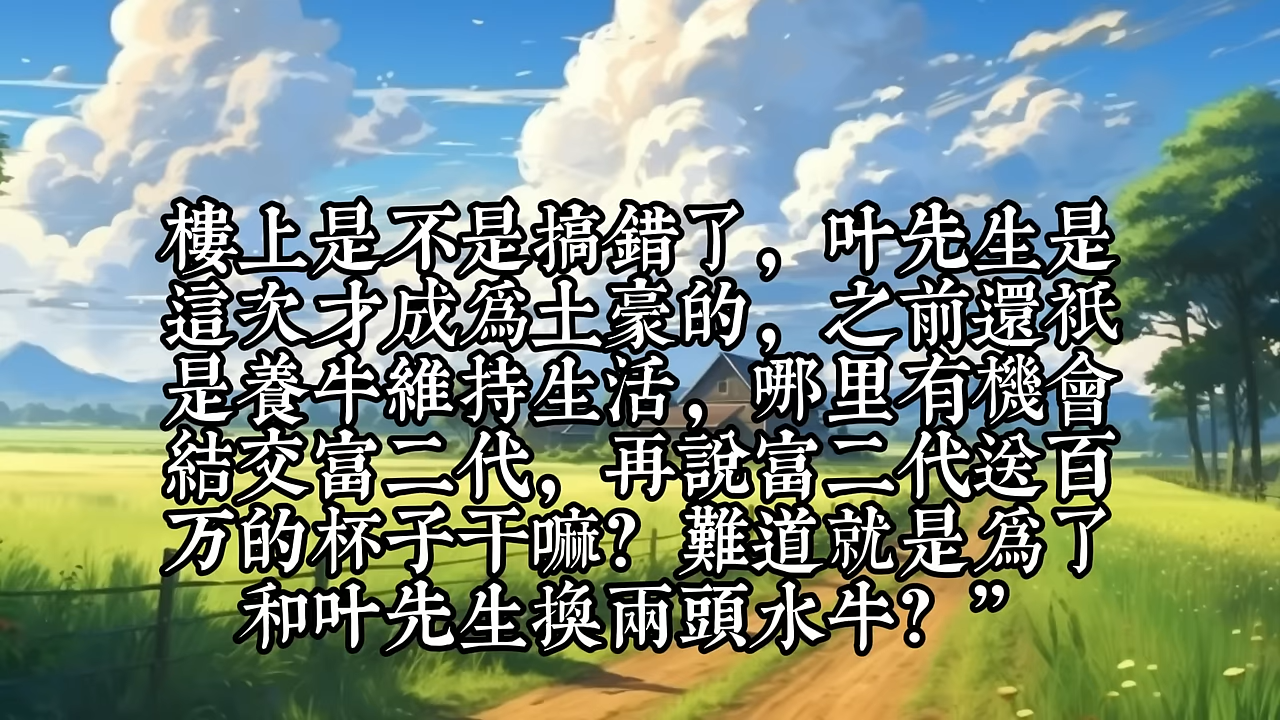 樓上是不是搞錯了，叶先生是
這次才成爲土豪的，之前還衹
是養牛維持生活，哪里有機會
結交富二代，再說富二代送百
万的杯子干嘛？難道就是爲了
和叶先生換兩頭水牛？”